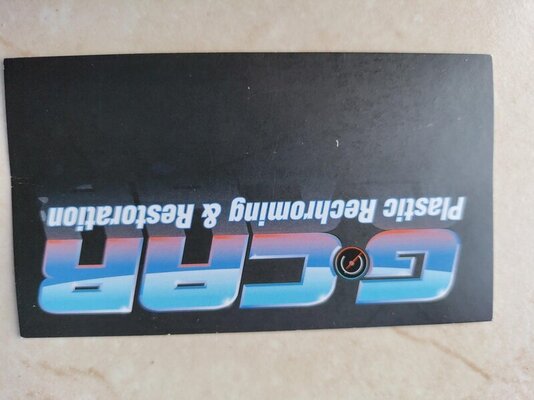 G·CAR
Plastic Rechroming & Restoration